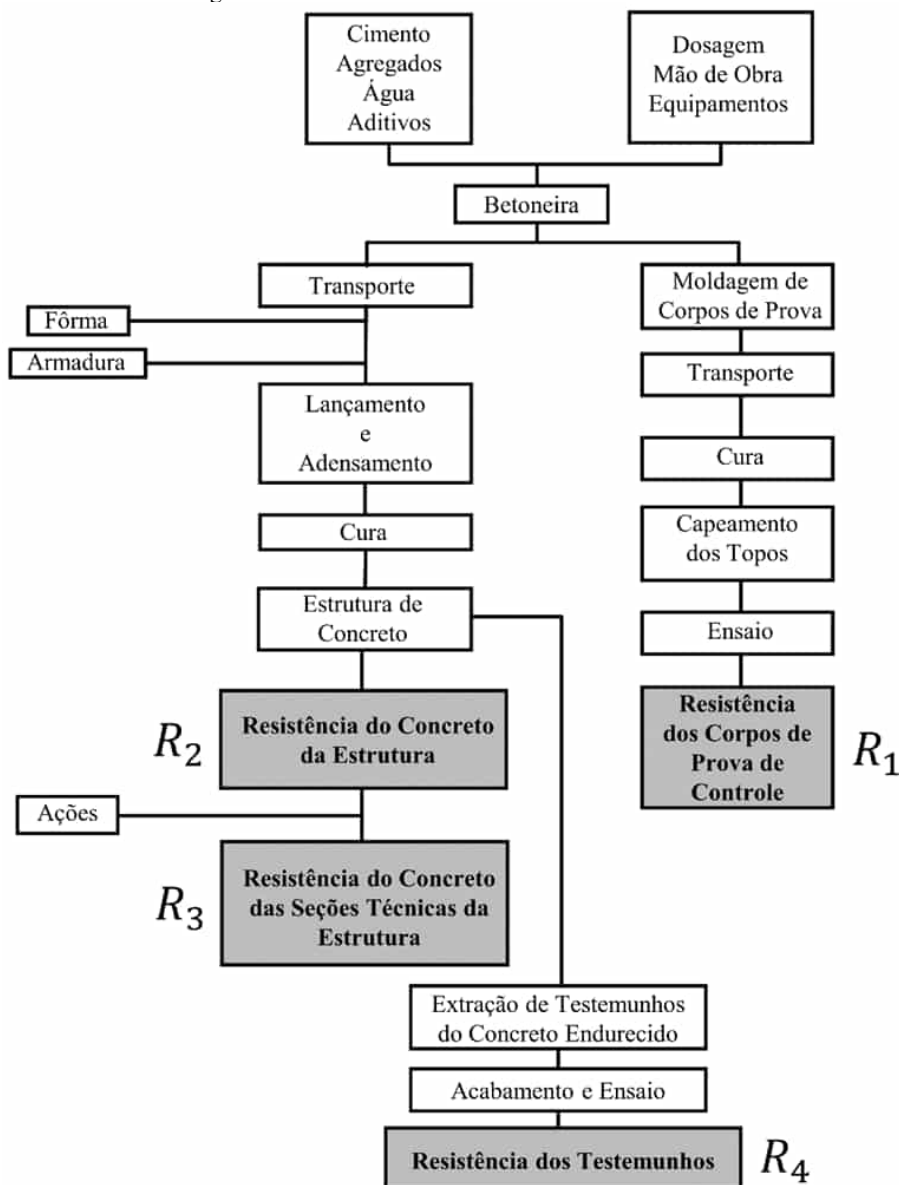 Cimento
Agregados
Água
Aditivos
Dosagem
Mão de Obra
Equipamentos
Betoneira
Transporte
Fôrma
Armadura
Lançamento
e
Adensamento
Cura
Estrutura de
Concreto
R₂
Resistência do Concreto
da Estrutura
Ações
R₃
Resistência do Concreto
das Seções Técnicas da
Estrutura
Moldagem de
Corpos de Prova
Transporte
Cura
Capeamento
dos Topos
Ensaio
Resistência
dos Corpos de
Prova de
Controle
R₁
Extração de Testemunhos
do Concreto Endurecido
Acabamento e Ensaio
Resistência dos Testemunhos
R₄